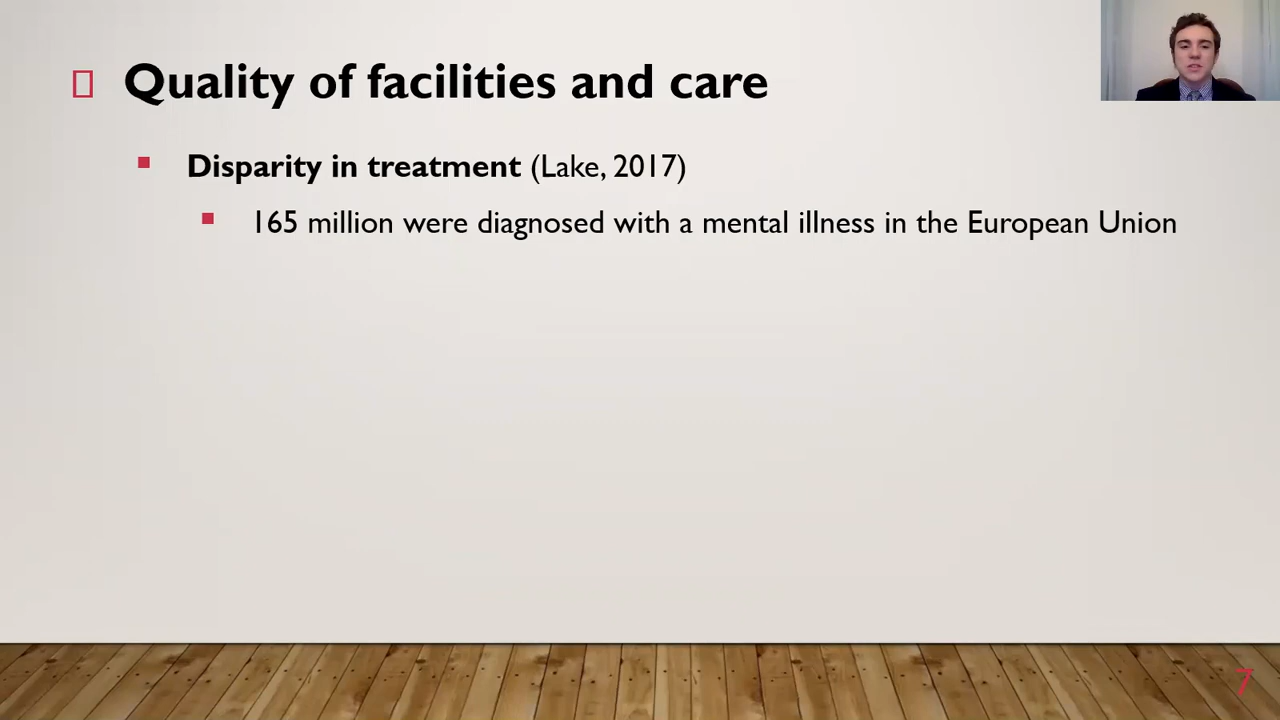 Quality of facilities and care
Disparity in treatment (Lake, 2017)
165 million were diagnosed with a mental illness in the European Union
7